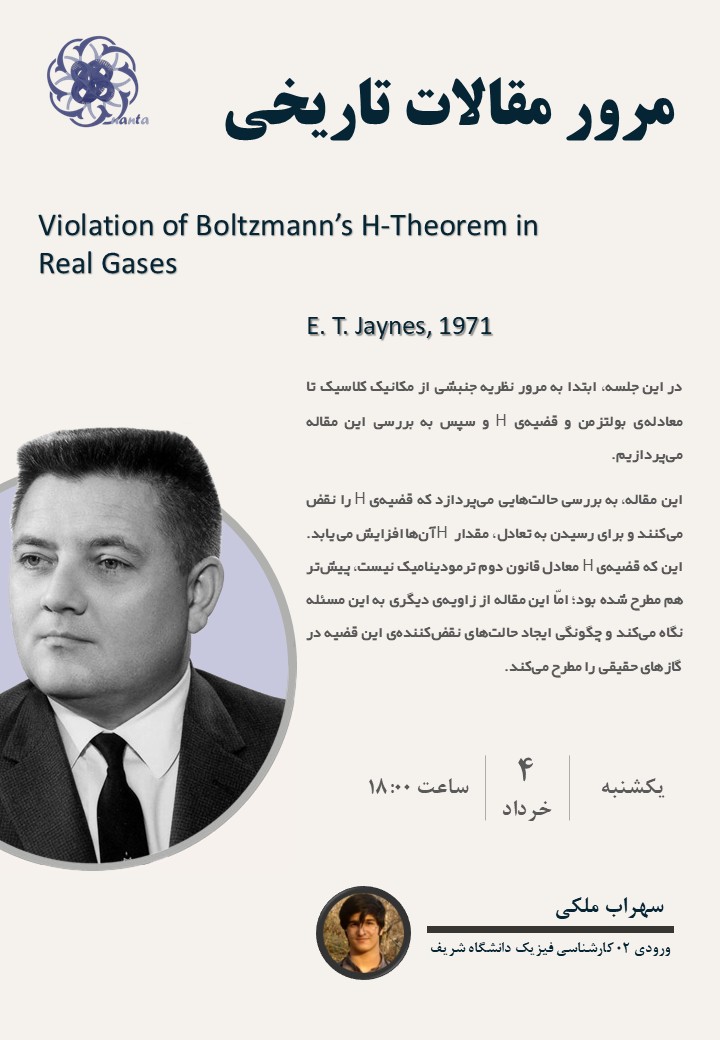 nanta
مرور مقالات تاریخی
Violation of Boltzmann’s H-Theorem in
Real Gases
E. T. Jaynes, 1971
در این جلسه، ابتدا به مرور نظریه جنبشی از مکانیک کلاسیک تا
معادله‌ی بولتزمن و قضیه‌ی H و سپس به بررسی این مقاله
می‌پردازیم.
این مقاله، به بررسی حالت‌هایی می‌پردازد که قضیه‌ی H را نقض
می‌کنند و برای رسیدن به تعادل، مقدار H آن‌ها افزایش می‌یابد.
این که قضیه‌ی H معادل قانون دوم ترمودینامیک نیست، پیش‌تر
هم مطرح شده بود؛ امّا این مقاله از زاویه‌ی دیگری به این مسئله
نگاه می‌کند و چگونگی ایجاد حالت‌های نقض‌کننده‌ی این قضیه در
گازهای حقیقی را مطرح می‌کند.
یکشنبه
۴
خرداد
ساعت ۱۸:۰۰
سهراب ملکی
ورودی ۰۲ کارشناسی فیزیک دانشگاه شریف